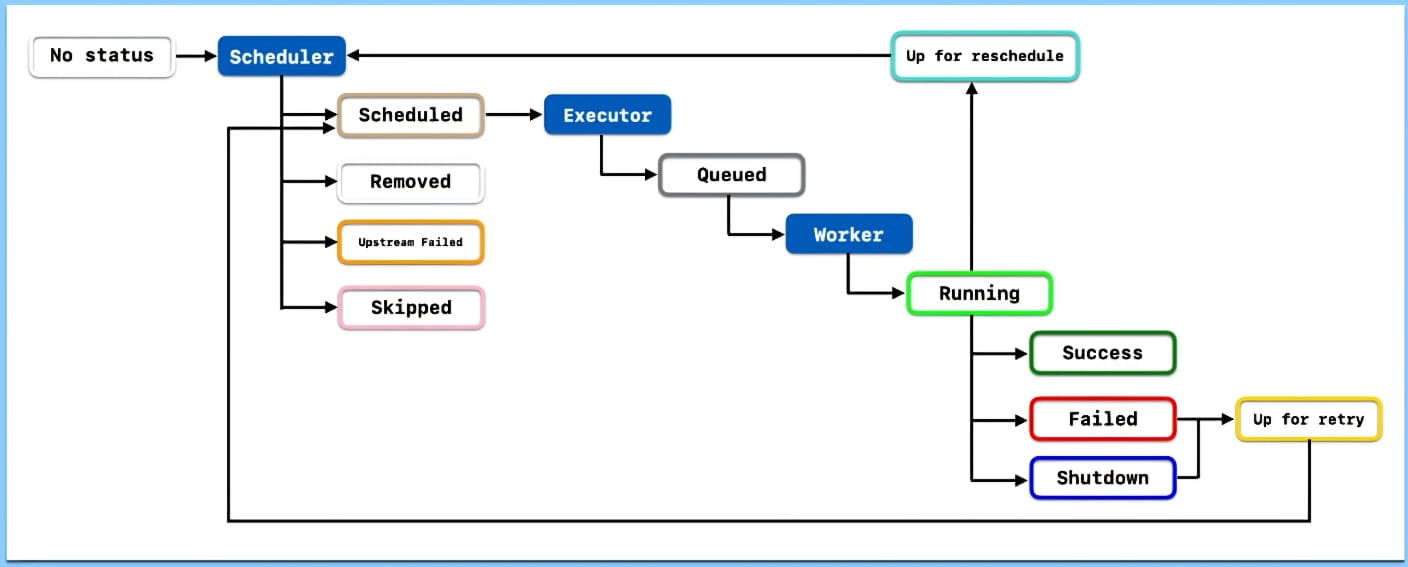 No status
Scheduler
Up for reschedule
Scheduled
Executor
Queued
Removed
Worker
Upstream Failed
Running
Skipped
Success
Failed
Up for retry
Shutdown